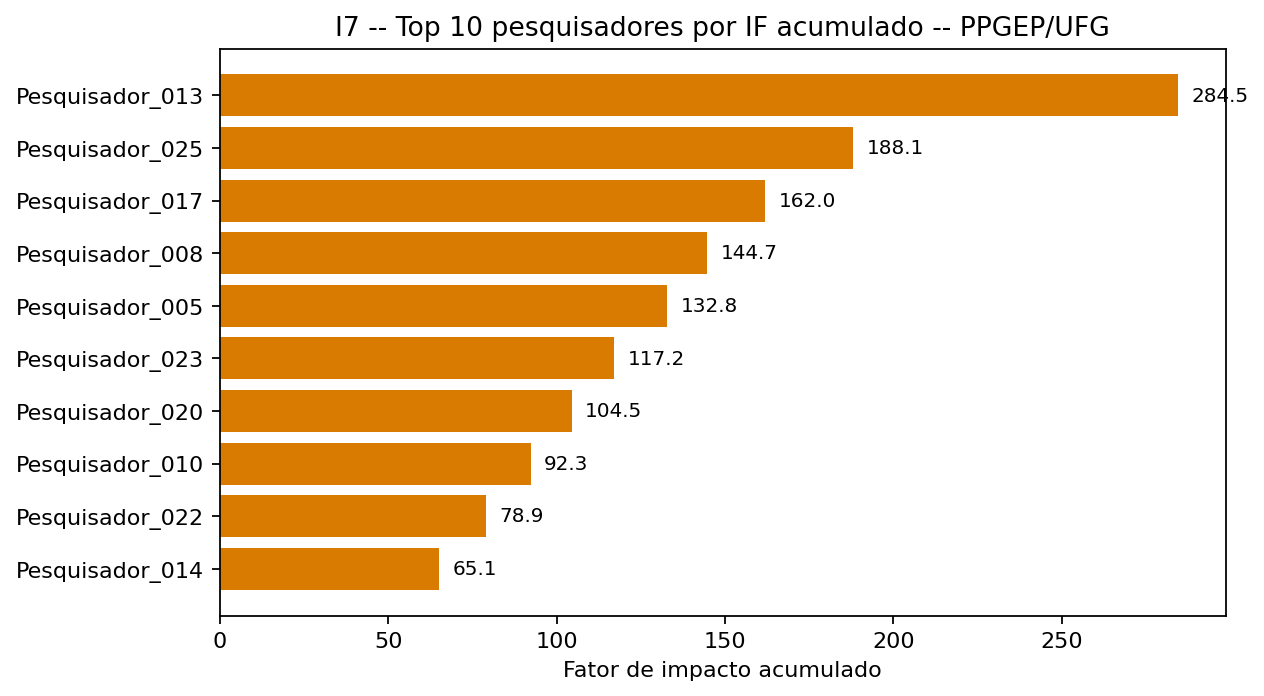 I7 -- Top 10 pesquisadores por IF acumulado -- PPGEP/UFG
Pesquisador_013 284.5
Pesquisador_025 188.1
Pesquisador_017 162.0
Pesquisador_008 144.7
Pesquisador_005 132.8
Pesquisador_023 117.2
Pesquisador_020 104.5
Pesquisador_010 92.3
Pesquisador_022 78.9
Pesquisador_014 65.1
0 50 100 150 200 250
Fator de impacto acumulado